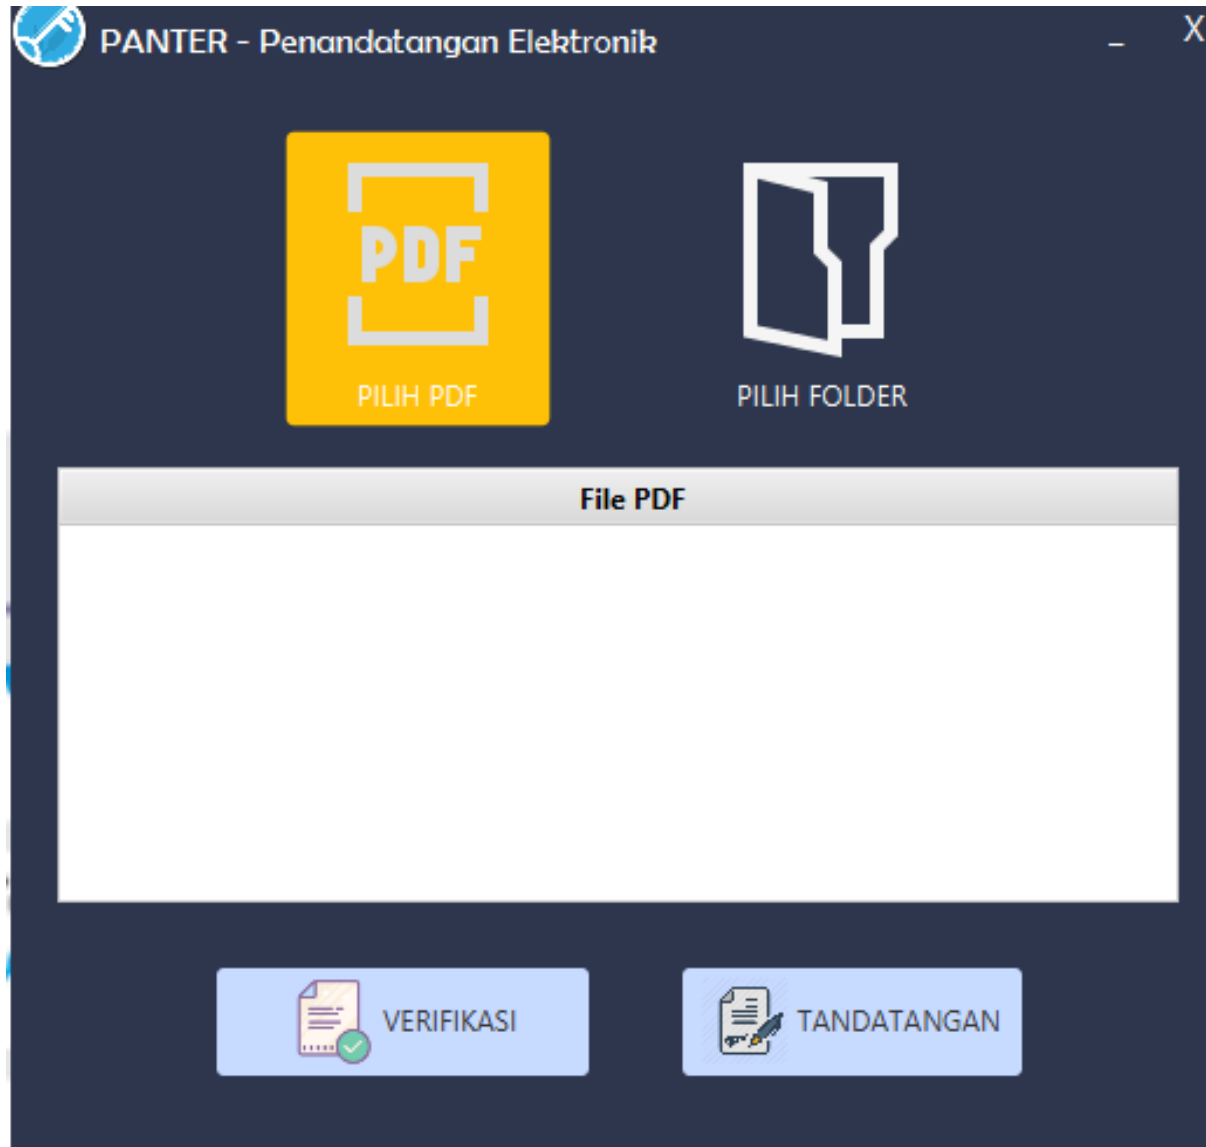 PANTER - Penandatangan Elektronik
_ X
PDF
PILIH PDF
PILIH FOLDER
File PDF
VERIFIKASI
TANDATANGAN